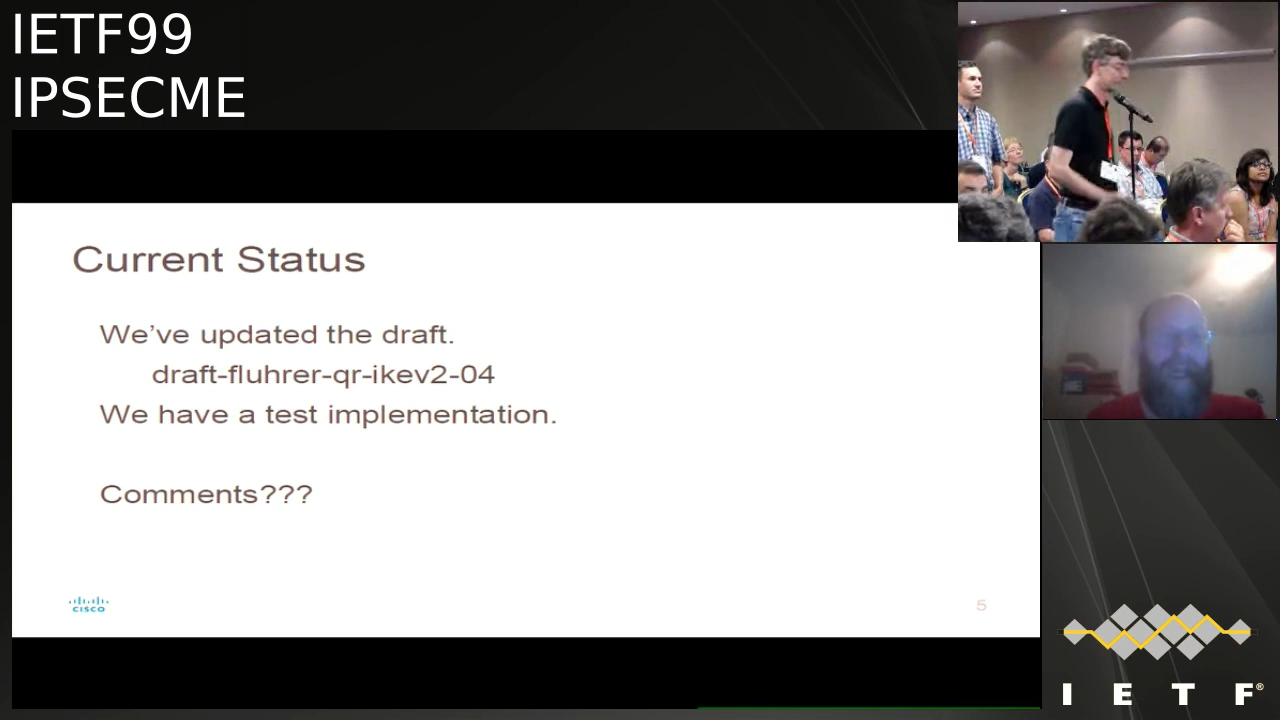 IETF99
IPSECME
Current Status
We've updated the draft.
draft-fluhrer-qr-ikev2-04
We have a test implementation.
Comments???
CISCO
5
I E T F®